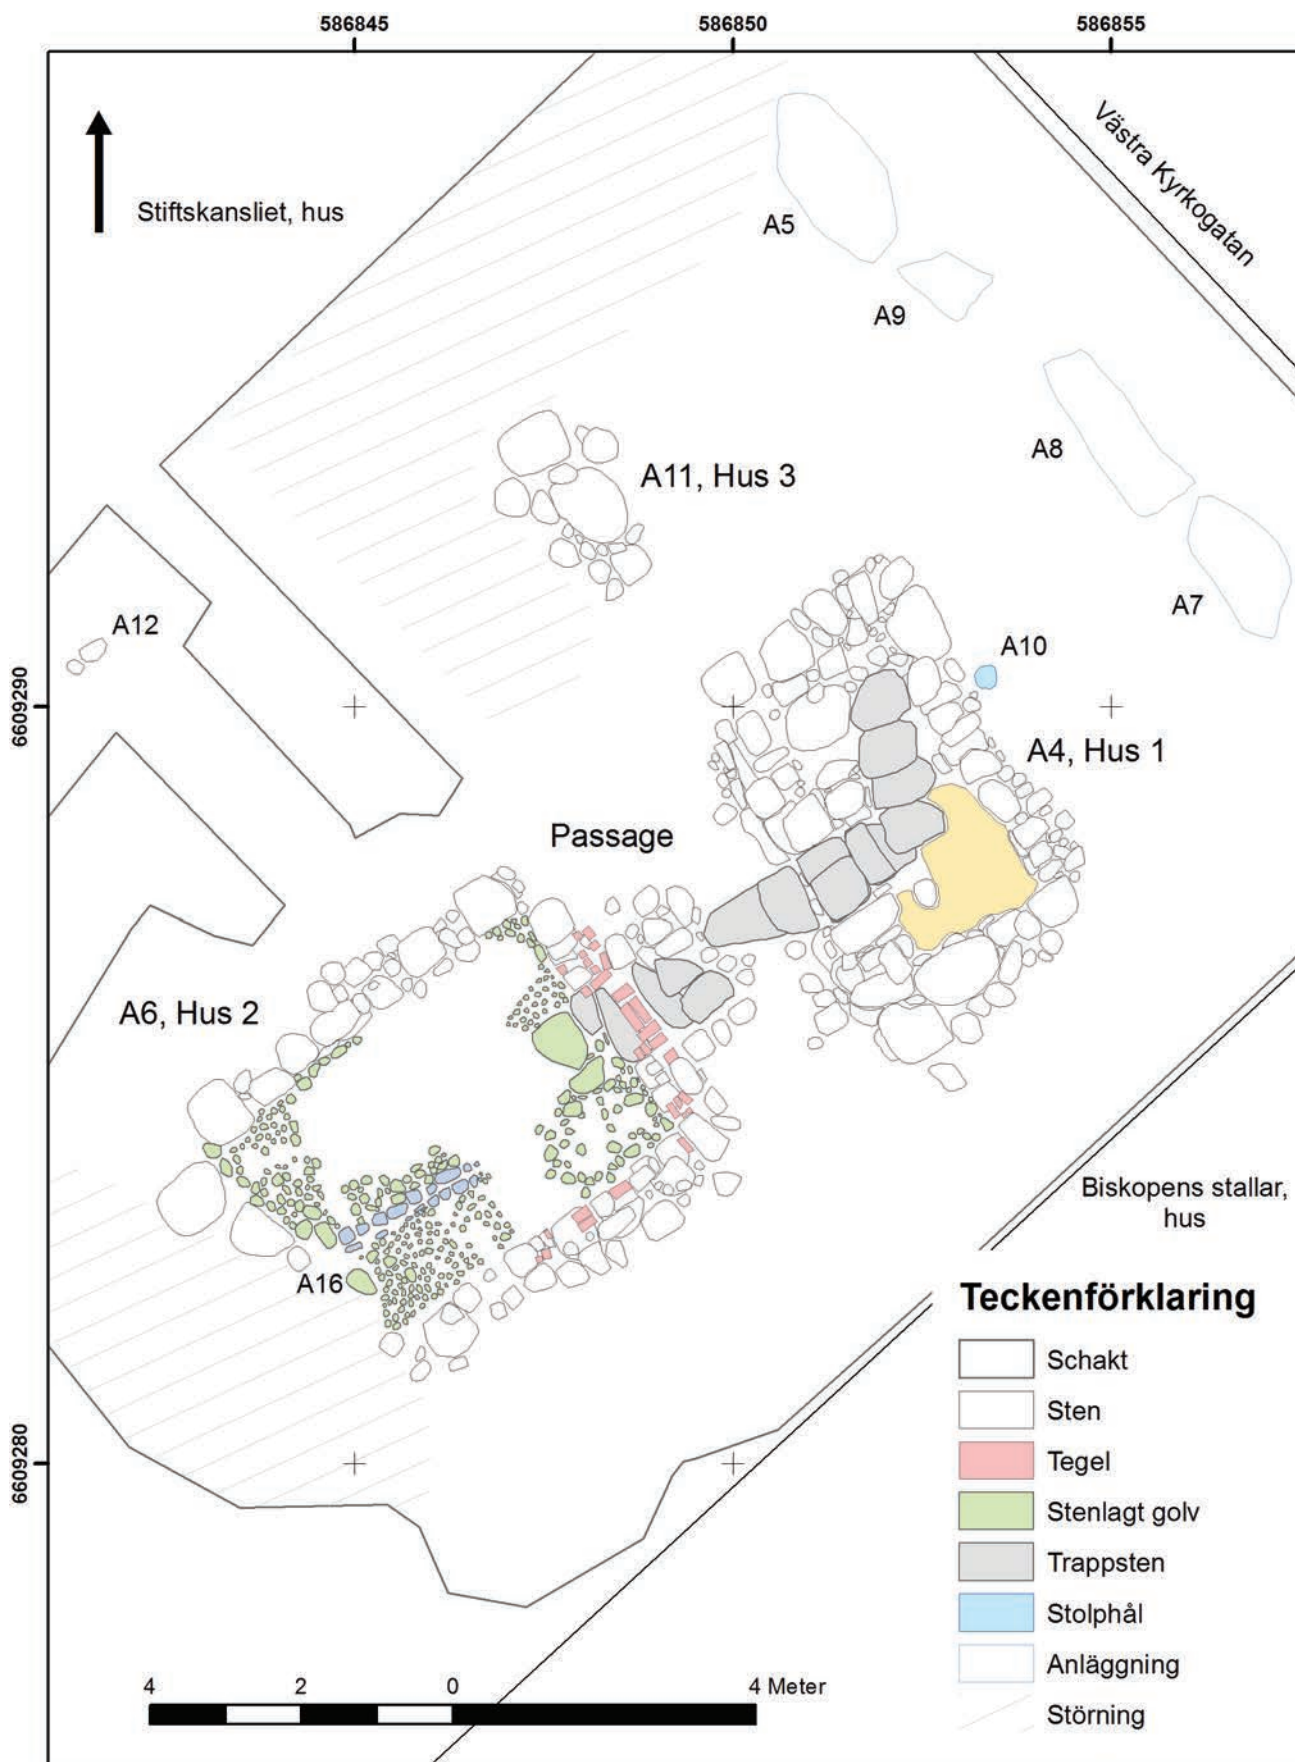 586845
586850
586855
Västra Kyrkogatan
Stiftskansliet, hus
A5
A9
A8
A11, Hus 3
A7
A12
A10
6609290
A4, Hus 1
Passage
A6, Hus 2
Biskopens stallar,
hus
A16
Teckenförklaring
Schakt
Sten
6609280
Tegel
Stenlagt golv
Trappsten
Stolphål
Anläggning
Störning
4 2 0 4 Meter